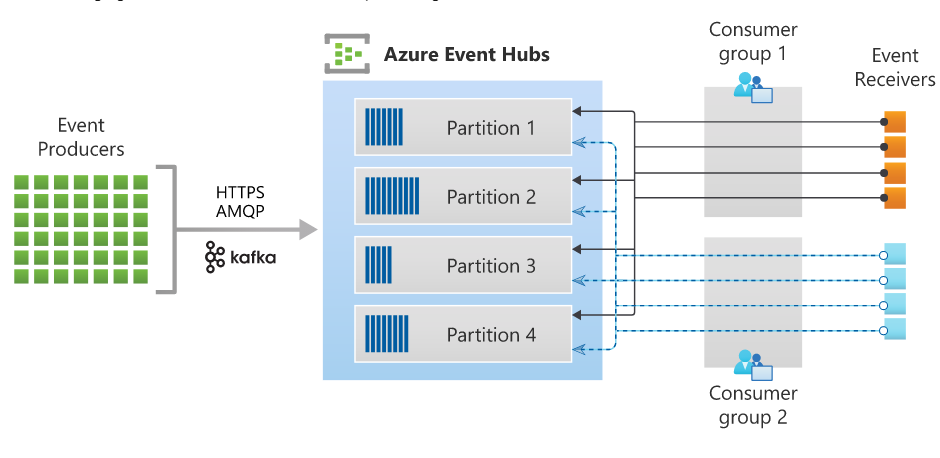 Event
Producers
HTTPS
AMQP
kafka
Azure Event Hubs
Partition 1
Partition 2
Partition 3
Partition 4
Consumer
group 1
Consumer
group 2
Event
Receivers